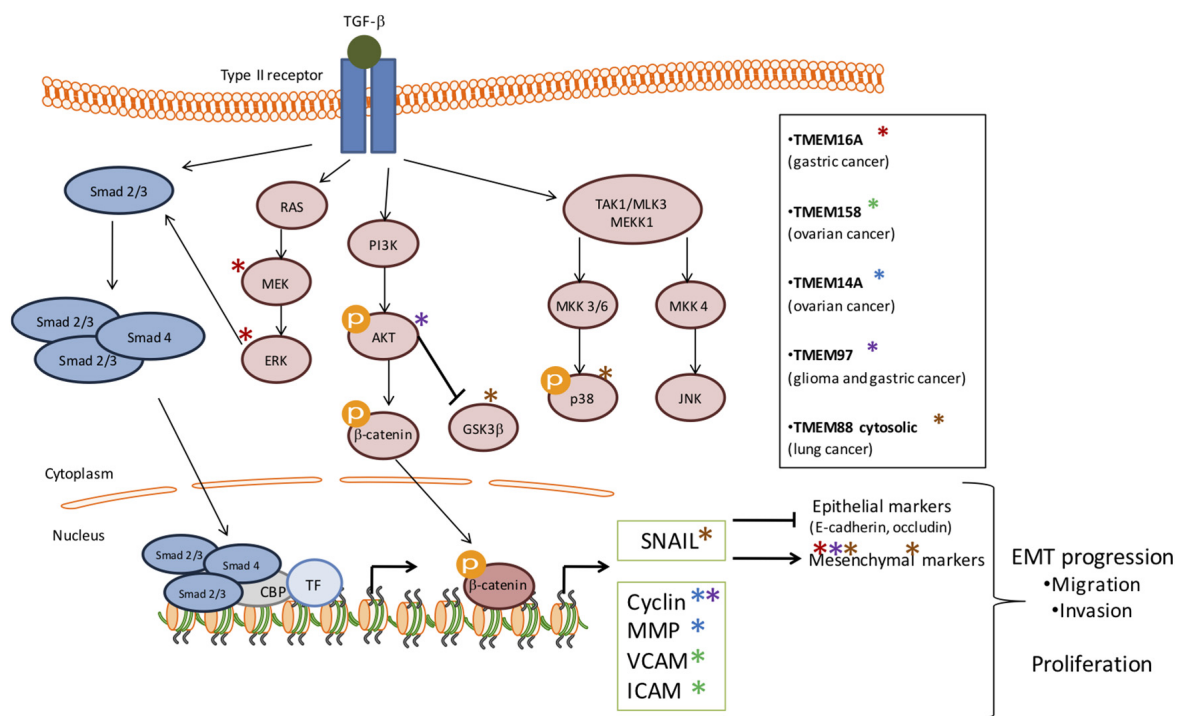 TGF-β
Type II receptor
Smad 2/3
RAS
MEK
ERK
PI3K
p
AKT
p
β-catenin
GSK3β
TAK1/MLK3
MEKK1
MKK 3/6
MKK 4
p
p38
JNK
Smad 2/3
Smad 4
Smad 2/3
•TMEM16A *
(gastric cancer)
•TMEM158 *
(ovarian cancer)
•TMEM14A *
(ovarian cancer)
•TMEM97 *
(glioma and gastric cancer)
•TMEM88 cytosolic *
(lung cancer)
Cytoplasm
Nucleus
Smad 2/3
Smad 4
Smad 2/3
CBP
TF
p
β-catenin
SNAIL*
Cyclin **
MMP *
VCAM *
ICAM *
Epithelial markers
(E-cadherin, occludin)
Mesenchymal markers
EMT progression
•Migration
•Invasion
Proliferation